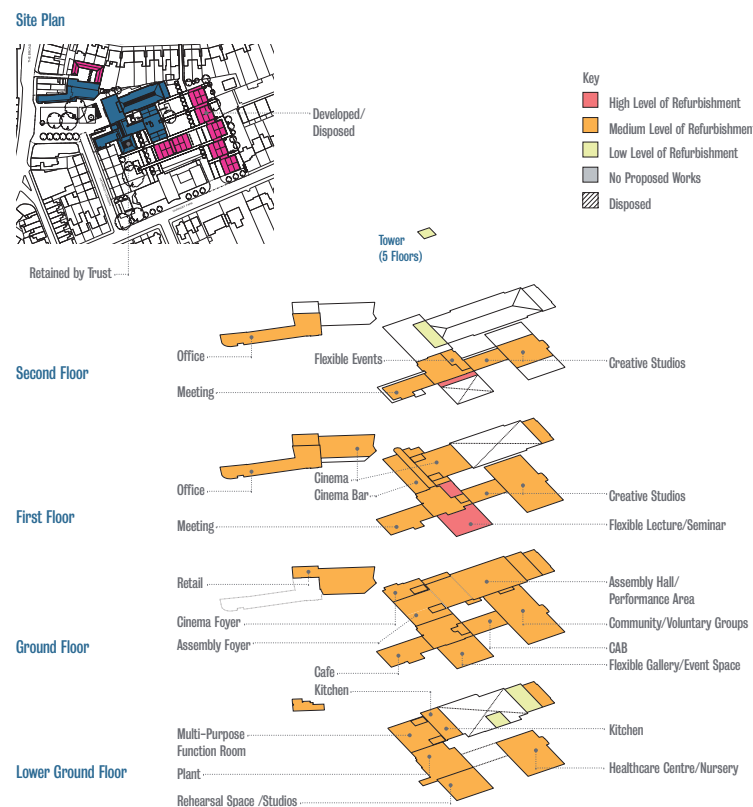 Site Plan
Key
High Level of Refurbishment
Developed/
Disposed
Medium Level of Refurbishment
Low Level of Refurbishment
No Proposed Works
Disposed
Tower
(5 Floors)
Retained by Trust
Office
Flexible Events
Creative Studios
Second Floor
Meeting
Cinema
Office
Cinema Bar
Creative Studios
First Floor
Meeting
Flexible Lecture/Seminar
Retail
Assembly Hall/
Performance Area
Cinema Foyer
Community/Voluntary Groups
Ground Floor
Assembly Foyer
CAB
Flexible Gallery/Event Space
Cafe
Kitchen
Multi-Purpose
Function Room
Kitchen
Lower Ground Floor
Plant
Healthcare Centre/Nursery
Rehearsal Space /Studios